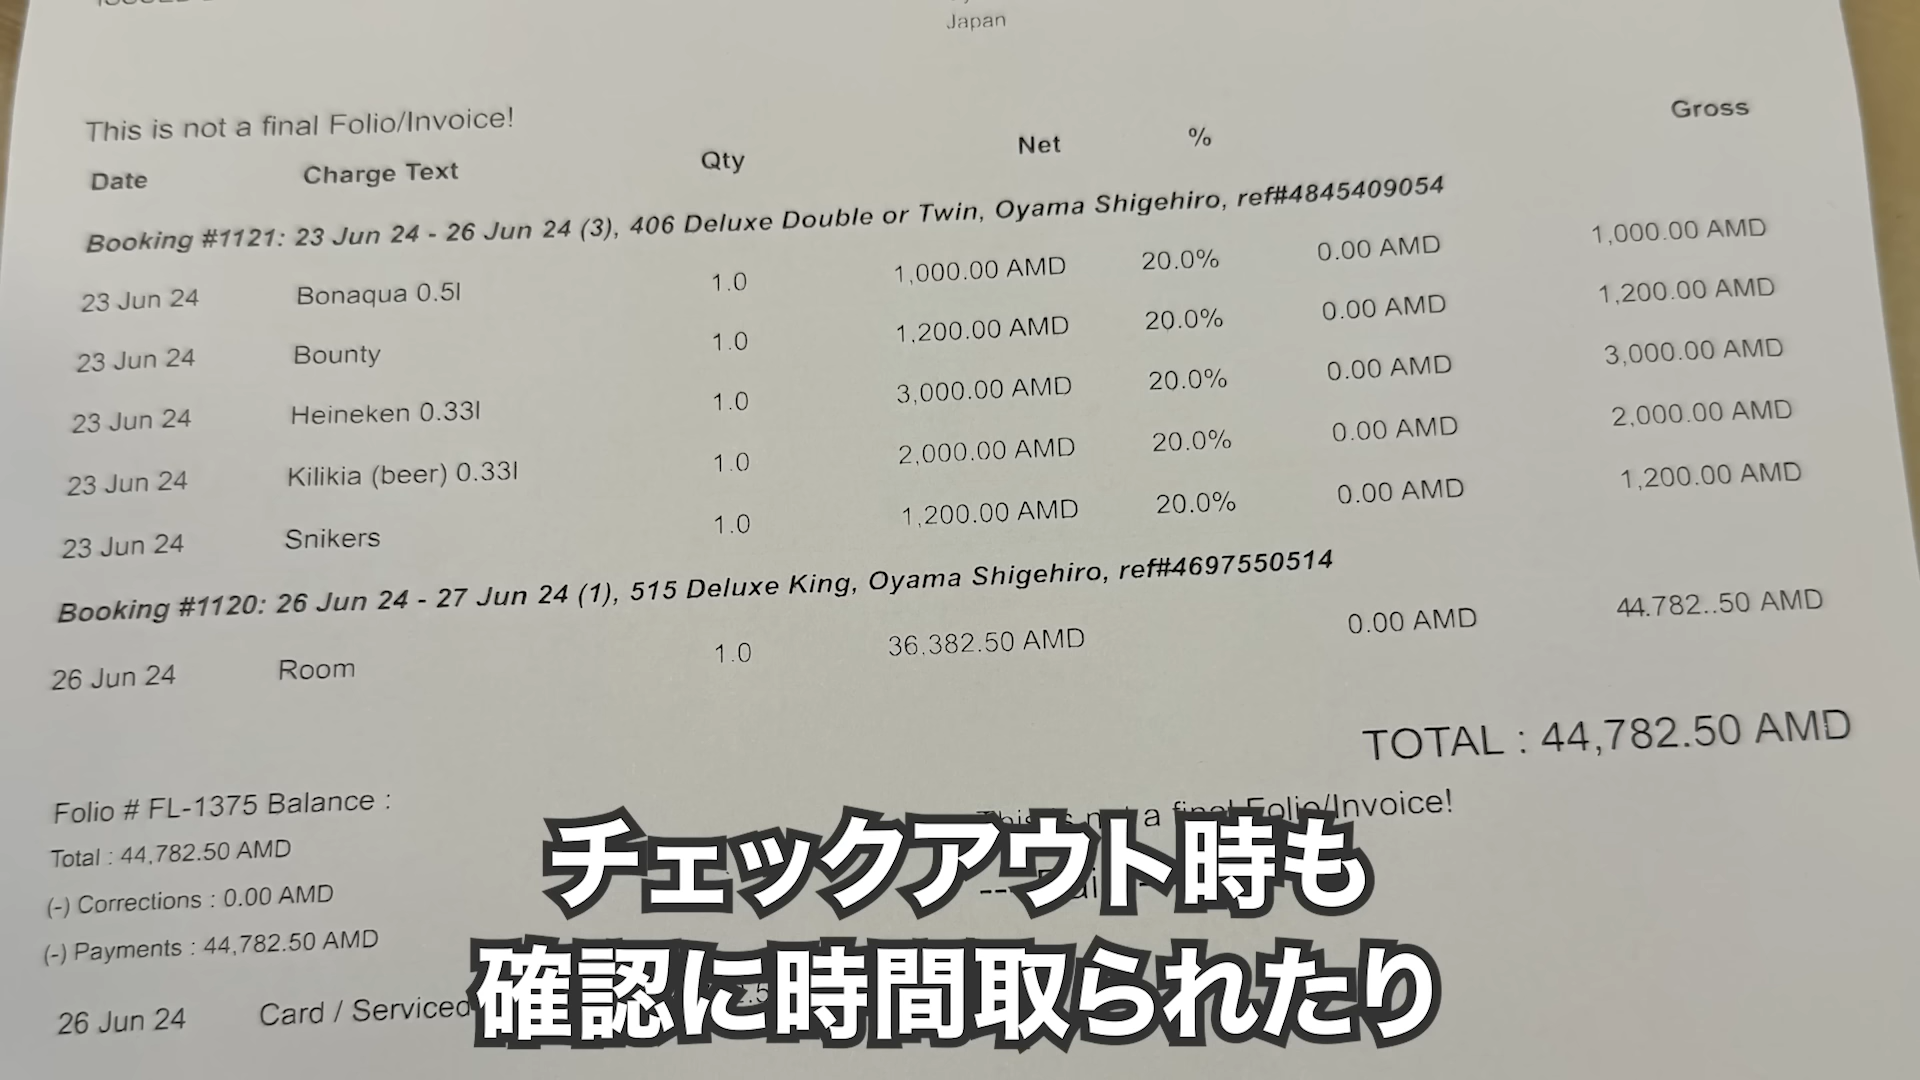 Japan
This is not a final Folio/Invoice!
Date Charge Text Qty Net % Gross
Booking #1121: 23 Jun 24 - 26 Jun 24 (3), 406 Deluxe Double or Twin, Oyama Shigehiro, ref#4845409054
23 Jun 24 Bonaqua 0.5l 1.0 1,000.00 AMD 20.0% 0.00 AMD 1,000.00 AMD
23 Jun 24 Bounty 1.0 1,200.00 AMD 20.0% 0.00 AMD 1,200.00 AMD
23 Jun 24 Heineken 0.33l 1.0 3,000.00 AMD 20.0% 0.00 AMD 3,000.00 AMD
23 Jun 24 Kilikia (beer) 0.33l 1.0 2,000.00 AMD 20.0% 0.00 AMD 2,000.00 AMD
23 Jun 24 Snikers 1.0 1,200.00 AMD 20.0% 0.00 AMD 1,200.00 AMD
Booking #1120: 26 Jun 24 - 27 Jun 24 (1), 515 Deluxe King, Oyama Shigehiro, ref#4697550514
26 Jun 24 Room 1.0 36,382.50 AMD 0.00 AMD 44.782..50 AMD
TOTAL : 44,782.50 AMD
Folio # FL-1375 Balance :
This is not a final Folio/Invoice!
Total : 44,782.50 AMD
(-) Corrections : 0.00 AMD
(-) Payments : 44,782.50 AMD
26 Jun 24 Card / Serviced
チェックアウト時も
確認に時間取られたり